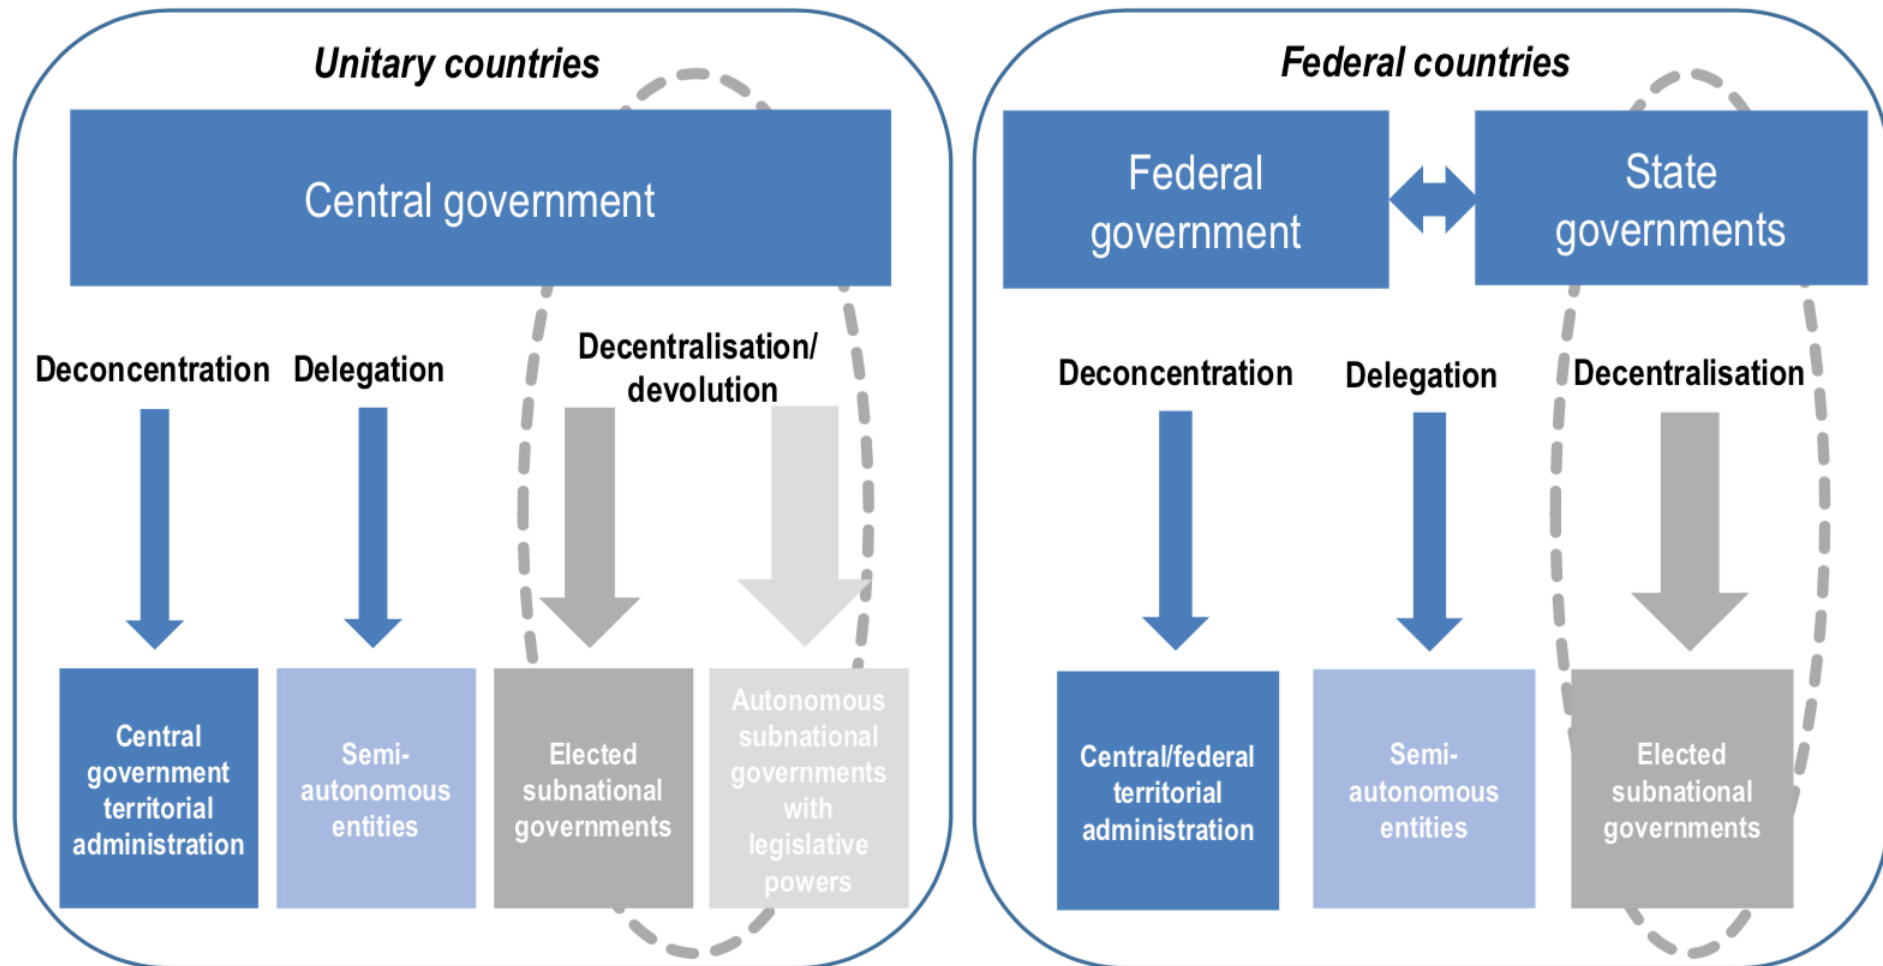 Unitary countries
Central government
Deconcentration
Delegation
Decentralisation/
devolution
Central
government
territorial
administration
Semi-
autonomous
entities
Elected
subnational
governments
Autonomous
subnational
governments
with
legislative
powers
Federal countries
Federal
government
State
governments
Deconcentration
Delegation
Decentralisation
Central/federal
territorial
administration
Semi-
autonomous
entities
Elected
subnational
governments